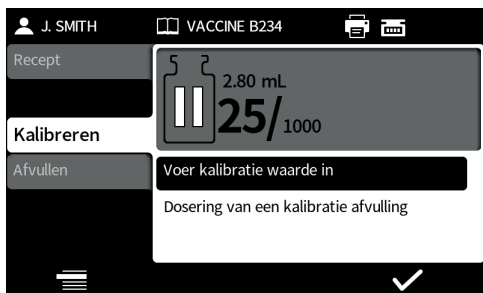 J. SMITH
VACCINE B234
Recept
Kalibreren
Afvullen
2.80 mL
25/1000
Voer kalibratie waarde in
Dosering van een kalibratie afvulling